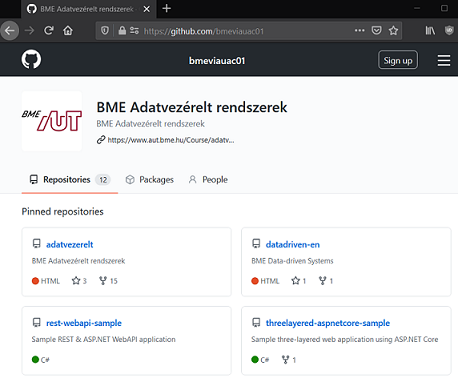 BME Adatvezérelt rendszerek
https://github.com/bmeviauac01
bmeviauac01
Sign up
BME AUT
BME Adatvezérelt rendszerek
BME Adatvezérelt rendszerek
https://www.aut.bme.hu/Course/adatv...
Repositories 12 Packages People
Pinned repositories
adatvezerelt
BME Adatvezérelt rendszerek
HTML 3 15
datadriven-en
BME Data-driven Systems
HTML 1 1
rest-webapi-sample
Sample REST & ASP.NET WebAPI application
C#
threelayered-aspnetcore-sample
Sample three-layered web application using ASP.NET Core
C# 1